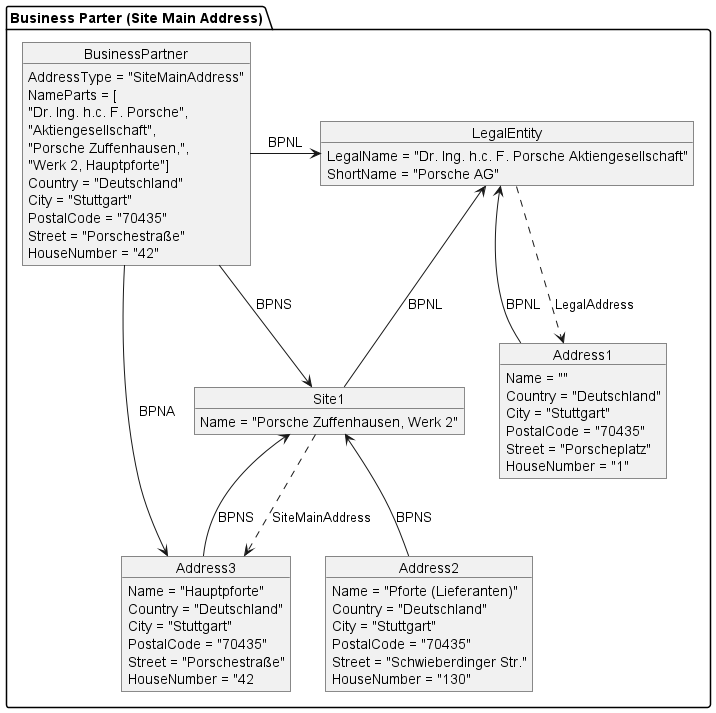 Business Parter (Site Main Address)
BusinessPartner
AddressType = "SiteMainAddress"
NameParts = [
"Dr. Ing. h.c. F. Porsche",
"Aktiengesellschaft",
"Porsche Zuffenhausen,",
"Werk 2, Hauptpforte"]
Country = "Deutschland"
City = "Stuttgart"
PostalCode = "70435"
Street = "Porschestraße"
HouseNumber = "42"
BPNL
LegalEntity
LegalName = "Dr. Ing. h.c. F. Porsche Aktiengesellschaft"
ShortName = "Porsche AG"
BPNS
BPNL
BPNL
LegalAddress
Address1
Name = ""
Country = "Deutschland"
City = "Stuttgart"
PostalCode = "70435"
Street = "Porscheplatz"
HouseNumber = "1"
BPNA
Site1
Name = "Porsche Zuffenhausen, Werk 2"
BPNS
SiteMainAddress
BPNS
Address3
Name = "Hauptpforte"
Country = "Deutschland"
City = "Stuttgart"
PostalCode = "70435"
Street = "Porschestraße"
HouseNumber = "42
Address2
Name = "Pforte (Lieferanten)"
Country = "Deutschland"
City = "Stuttgart"
PostalCode = "70435"
Street = "Schwieberdinger Str."
HouseNumber = "130"